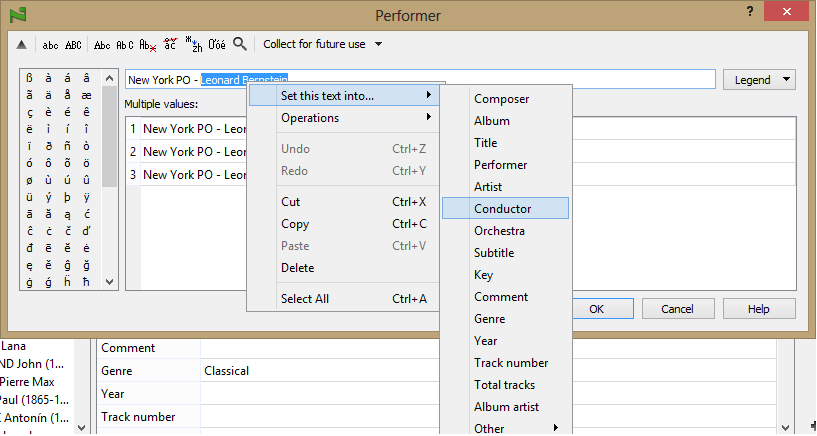 Performer
abc ABC Abc AbC Abx
Collect for future use
ß à á â
ã ä å æ
ç è é ê
ë ì í î
ï ð ñ ò
ó ô õ ö
ø ù ú û
ü ý þ ÿ
ā ă ą ć
ĉ ċ č ď
đ ē ĕ ė
ę ě ĝ ğ
ġ ģ ĥ ħ
New York PO - Leonard Bernstein
Legend
Multiple values:
1 New York PO - Leor
2 New York PO - Leor
3 New York PO - Leor
Set this text into...
Operations
Undo Ctrl+Z
Redo Ctrl+Y
Cut Ctrl+X
Copy Ctrl+C
Paste Ctrl+V
Delete
Select All Ctrl+A
Composer
Album
Title
Performer
Artist
Conductor
Orchestra
Subtitle
Key
Comment
Genre
Year
Track number
Total tracks
Album artist
Other
OK
Cancel
Help
Lana
ND John (1...
Pierre Max
Paul (1865-1...
Antonín (1...
Comment
Genre Classical
Year
Track number